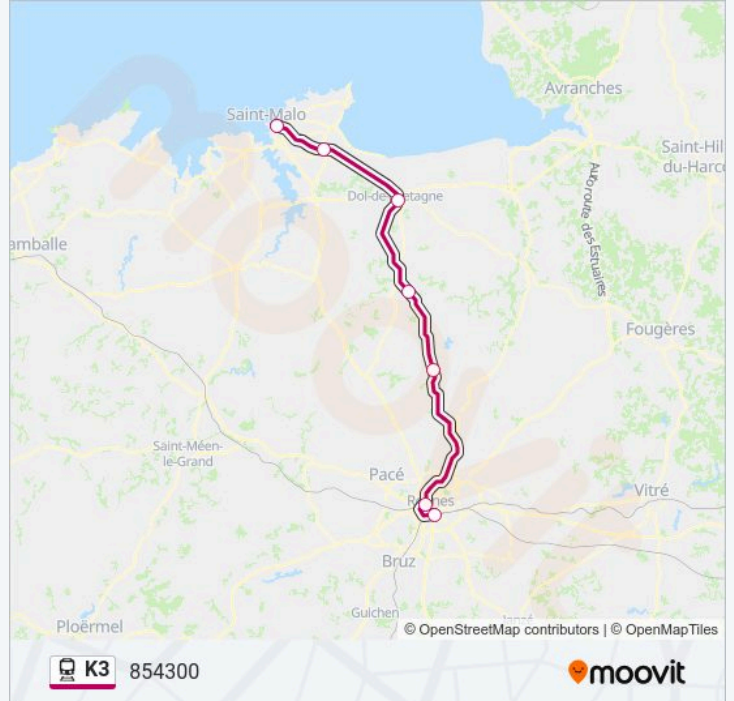 Avranches
Saint-Malo
Saint-Hil
du-Harc
Autoroute des Estuaires
Dol-de-Bretagne
amballe
Fougères
Saint-Méen-
le-Grand
Pacé
Rennes
Vitré
Bruz
Guichen
© OpenStreetMap contributors | © OpenMapTiles
Ploërmel
K3 854300
moovit